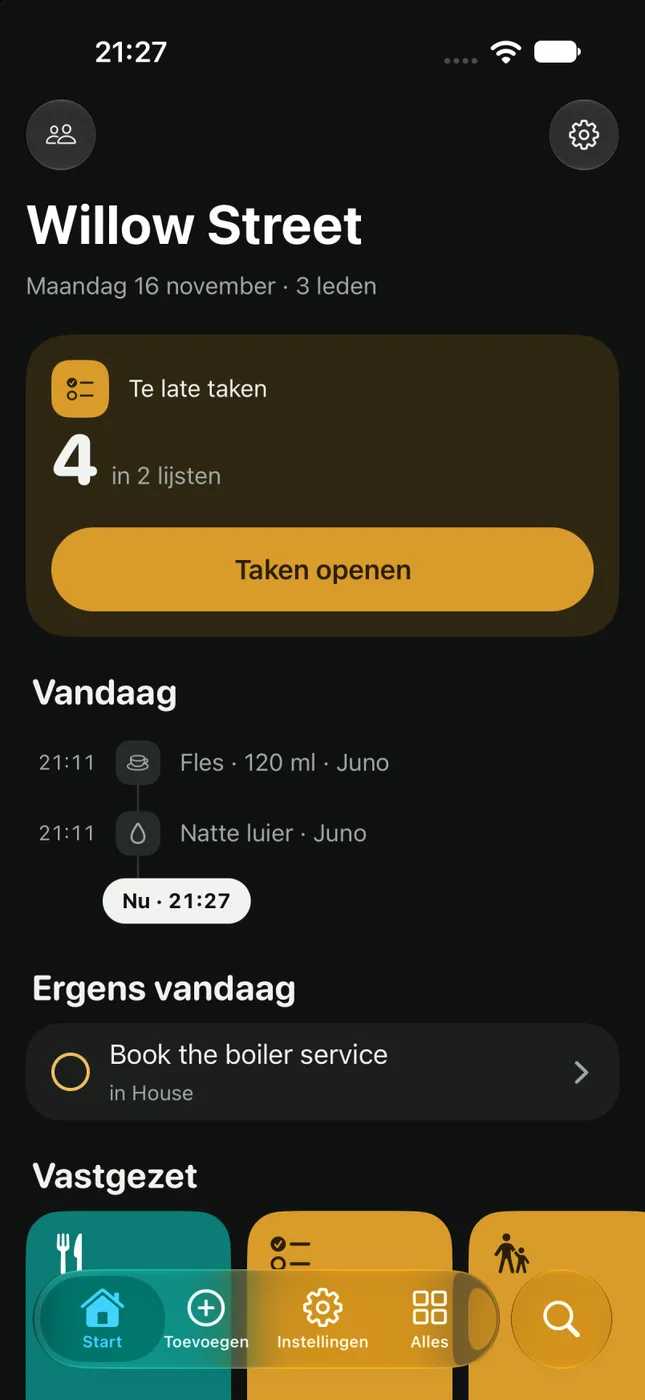 21:27
Willow Street
Maandag 16 november · 3 leden
Te late taken
4 in 2 lijsten
Taken openen
Vandaag
21:11 Fles · 120 ml · Juno
21:11 Natte luier · Juno
Nu · 21:27
Ergens vandaag
Book the boiler service
in House
Vastgezet
Start Toevoegen Instellingen Alles